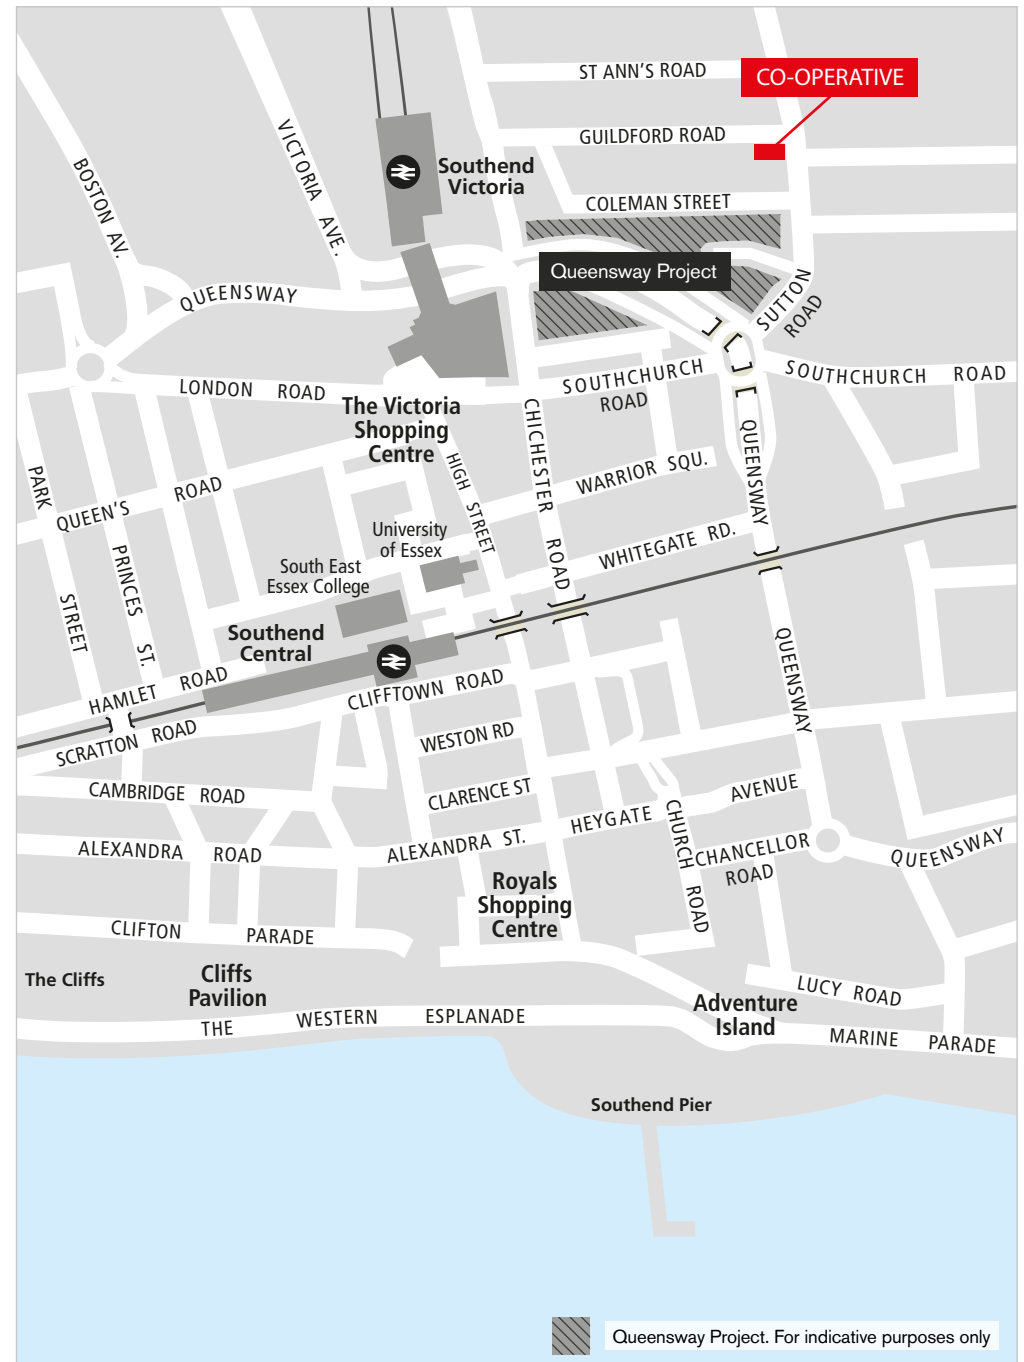 ST ANN'S ROAD
CO-OPERATIVE
GUILDFORD ROAD
BOSTON AV.
VICTORIA AVE.
Southend
Victoria
COLEMAN STREET
Queensway Project
QUEENSWAY
SUTTON
ROAD
LONDON ROAD
SOUTHCHURCH
ROAD
SOUTHCHURCH ROAD
The Victoria
Shopping
Centre
CHICHESTER ROAD
QUEENSWAY
HIGH STREET
WARRIOR SQU.
PARK STREET
QUEEN'S ROAD
PRINCES ST.
University
of Essex
WHITEGATE RD.
South East
Essex College
Southend
Central
QUEENSWAY
HAMLET ROAD
CLIFFTOWN ROAD
SCRATTON ROAD
WESTON RD
CAMBRIDGE ROAD
CLARENCE ST
HEYGATE AVENUE
CHURCH ROAD
ALEXANDRA ROAD
ALEXANDRA ST.
CHANCELLOR
ROAD
QUEENSWAY
Royals
Shopping
Centre
CLIFTON PARADE
The Cliffs
Cliffs
Pavilion
LUCY ROAD
Adventure
Island
THE WESTERN ESPLANADE
MARINE PARADE
Southend Pier
Queensway Project. For indicative purposes only